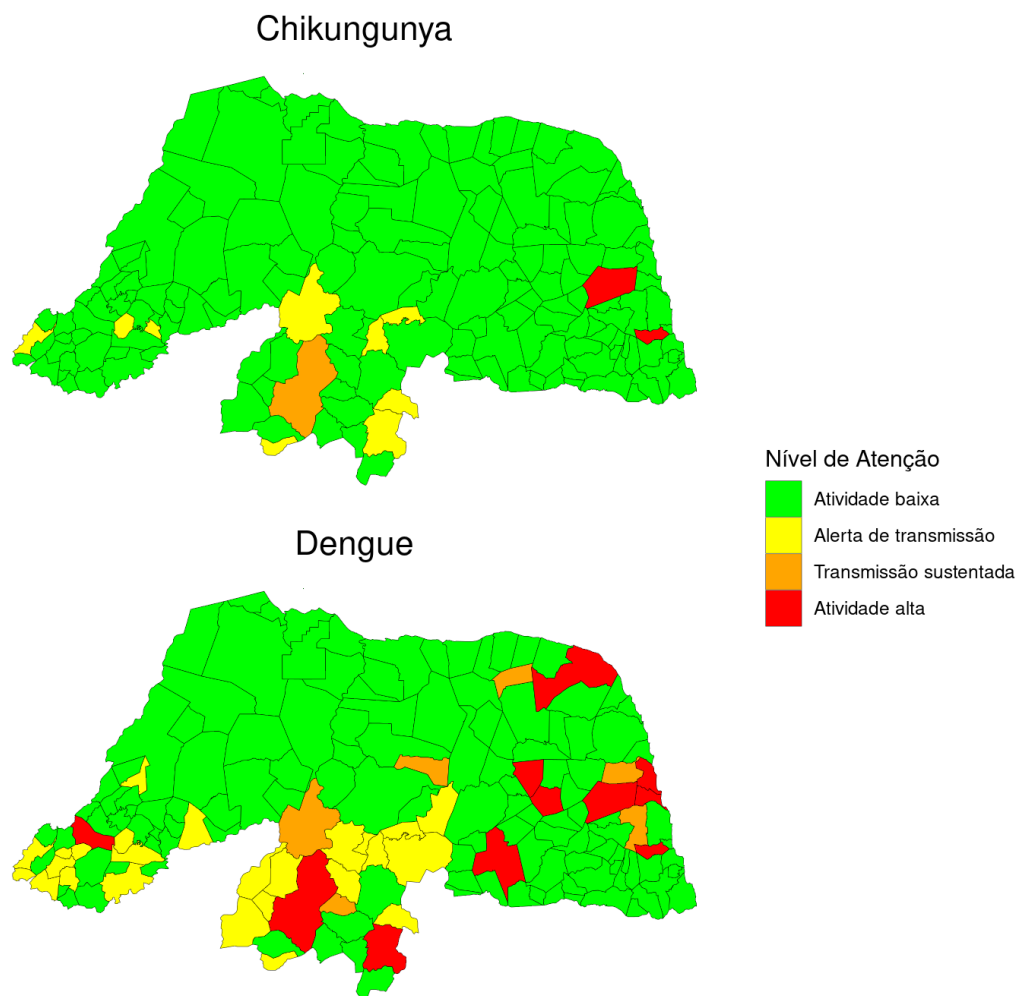 Chikungunya
Nível de Atenção
Atividade baixa
Alerta de transmissão
Transmissão sustentada
Atividade alta
Dengue